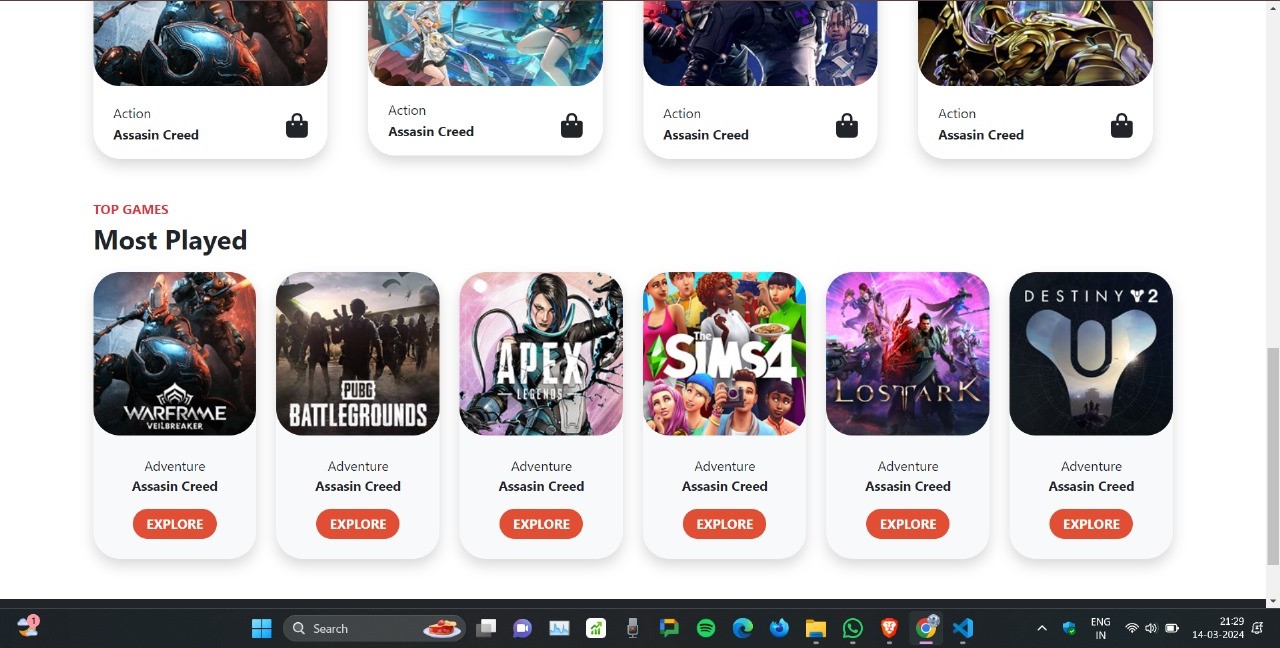 Action
Assasin Creed
Action
Assasin Creed
Action
Assasin Creed
Action
Assasin Creed
TOP GAMES
Most Played
WARFRAME
VEILBREAKER
PUBG
BATTLEGROUNDS
APEX
LEGENDS
The
SIMS4
LOST ARK
DESTINY 2
Adventure
Assasin Creed
EXPLORE
Adventure
Assasin Creed
EXPLORE
Adventure
Assasin Creed
EXPLORE
Adventure
Assasin Creed
EXPLORE
Adventure
Assasin Creed
EXPLORE
Adventure
Assasin Creed
EXPLORE
1
Search
ENG
IN
21:29
14-03-2024